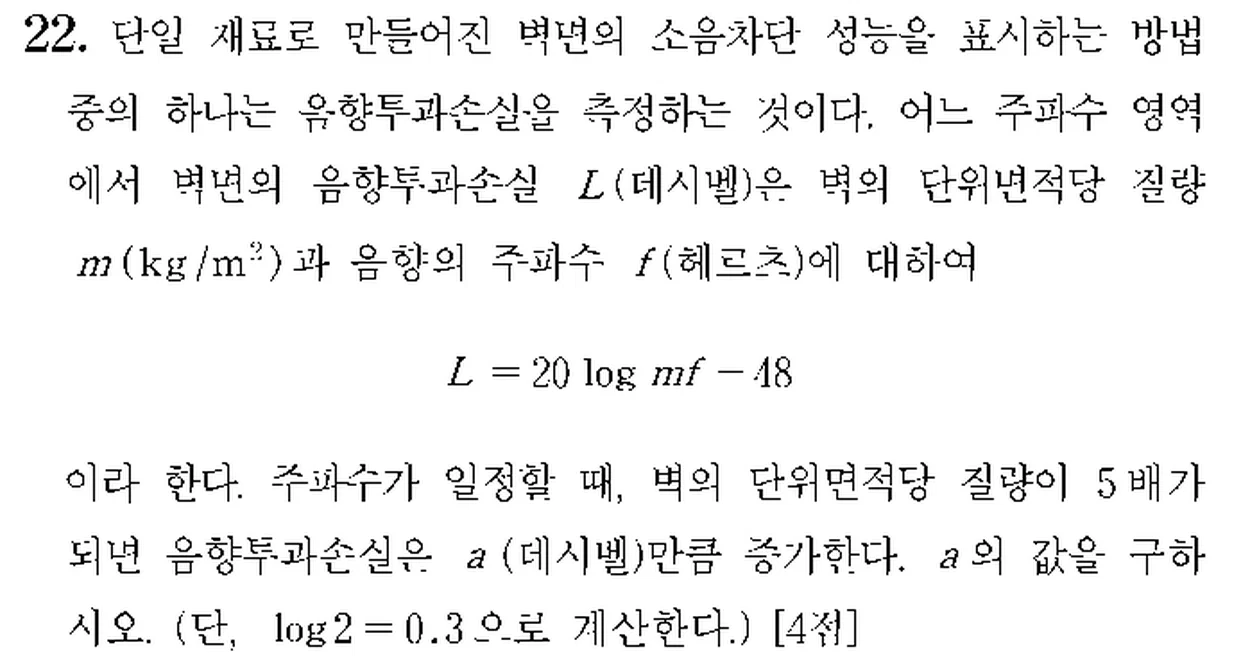 22. 단일 재료로 만들어진 벽면의 소음차단 성능을 표시하는 방법
중의 하나는 음향투과손실을 측정하는 것이다. 어느 주파수 영역
에서 벽면의 음향투과손실 L(데시벨)은 벽의 단위면적당 질량
m(kg/m²)과 음향의 주파수 f(헤르츠)에 대하여
L = 20 log mf − 48
이라 한다. 주파수가 일정할 때, 벽의 단위면적당 질량이 5배가
되면 음향투과손실은 a(데시벨)만큼 증가한다. a의 값을 구하
시오. (단, log2 = 0.3으로 계산한다.) [4점]